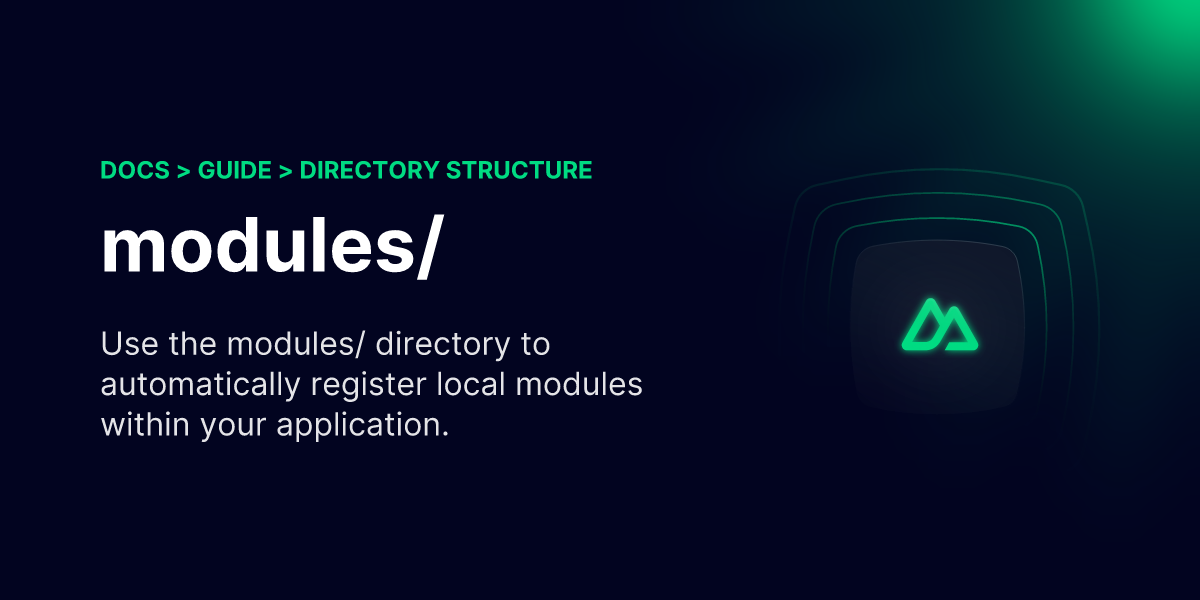 DOCS > GUIDE > DIRECTORY STRUCTURE
modules/
Use the modules/ directory to
automatically register local modules
within your application.